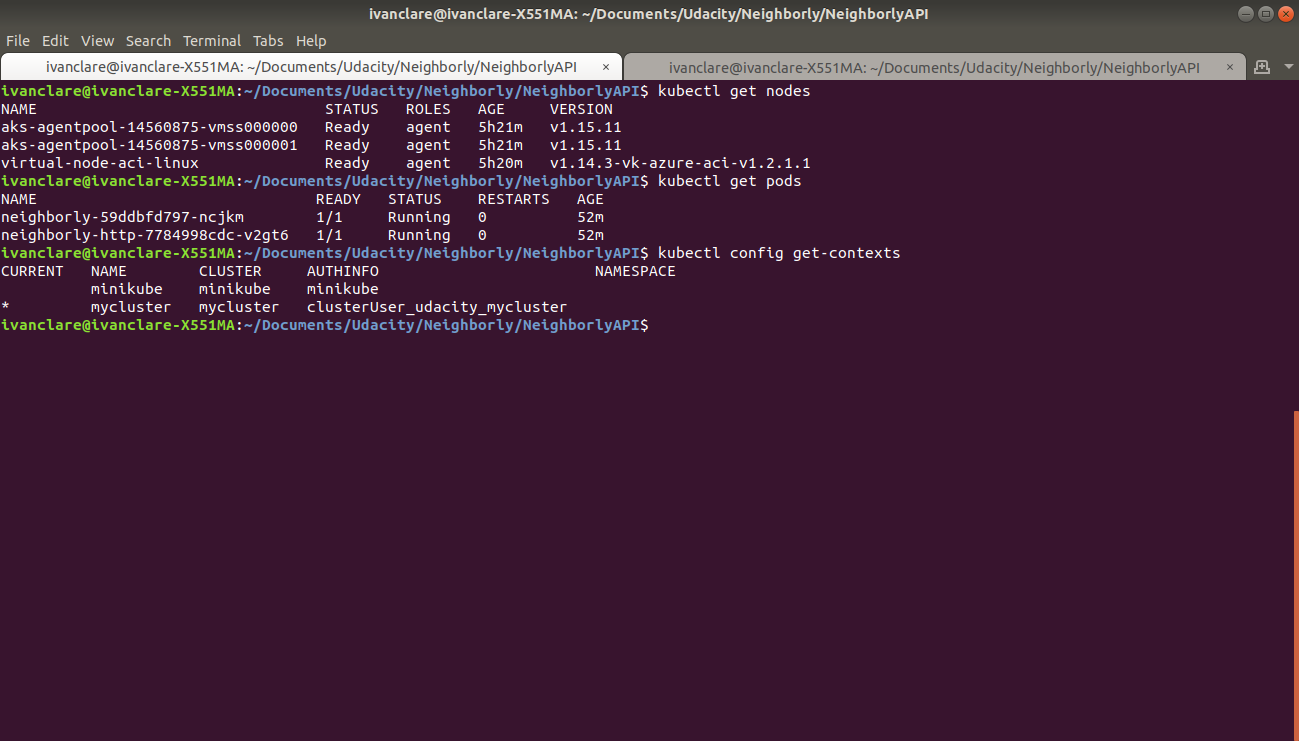 ivanclare@ivanclare-X551MA: ~/Documents/Udacity/Neighborly/NeighborlyAPI
File Edit View Search Terminal Tabs Help
ivanclare@ivanclare-X551MA: ~/Documents/Udacity/Neighborly/NeighborlyAPI × ivanclare@ivanclare-X551MA: ~/Documents/Udacity/Neighborly/NeighborlyAPI ×
ivanclare@ivanclare-X551MA:~/Documents/Udacity/Neighborly/NeighborlyAPI$ kubectl get nodes
NAME                                STATUS   ROLES   AGE     VERSION
aks-agentpool-14560875-vmss000000   Ready    agent   5h21m   v1.15.11
aks-agentpool-14560875-vmss000001   Ready    agent   5h21m   v1.15.11
virtual-node-aci-linux              Ready    agent   5h20m   v1.14.3-vk-azure-aci-v1.2.1.1
ivanclare@ivanclare-X551MA:~/Documents/Udacity/Neighborly/NeighborlyAPI$ kubectl get pods
NAME                               READY   STATUS    RESTARTS   AGE
neighborly-59ddbfd797-ncjkm        1/1     Running   0          52m
neighborly-http-7784998cdc-v2gt6   1/1     Running   0          52m
ivanclare@ivanclare-X551MA:~/Documents/Udacity/Neighborly/NeighborlyAPI$ kubectl config get-contexts
CURRENT   NAME        CLUSTER     AUTHINFO                        NAMESPACE
          minikube    minikube    minikube
*         mycluster   mycluster   clusterUser_udacity_mycluster
ivanclare@ivanclare-X551MA:~/Documents/Udacity/Neighborly/NeighborlyAPI$